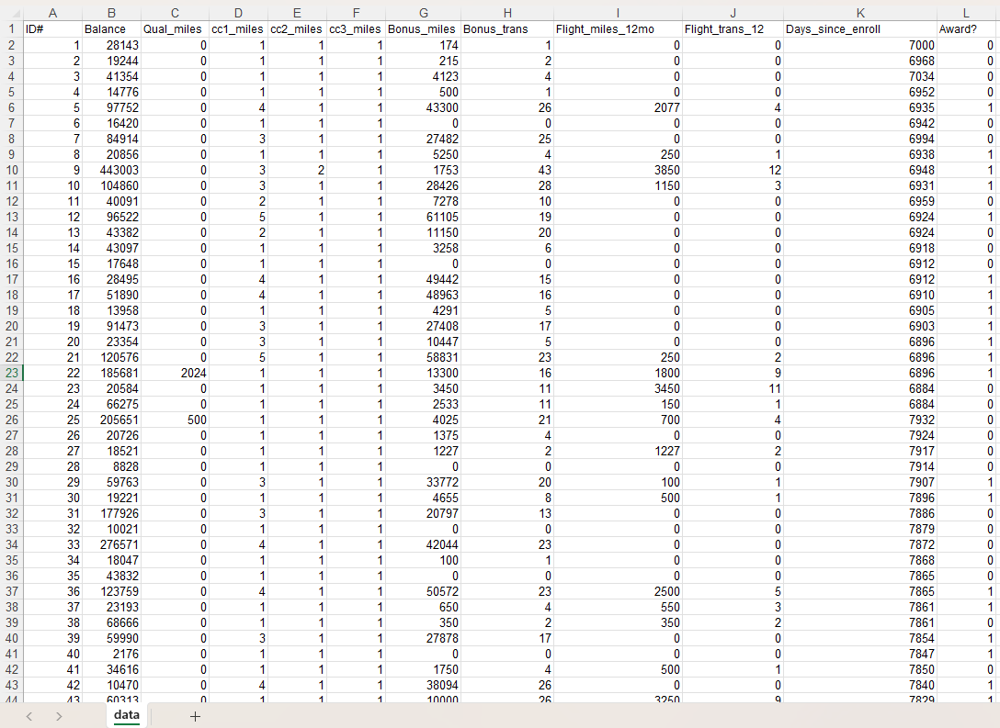 A B C D E F G H I J K L
1 ID# Balance Qual_miles cc1_miles cc2_miles cc3_miles Bonus_miles Bonus_trans Flight_miles_12mo Flight_trans_12 Days_since_enroll Award?
2 1 28143 0 1 1 1 174 1 0 0 7000 0
3 2 19244 0 1 1 1 215 2 0 0 6968 0
4 3 41354 0 1 1 1 4123 4 0 0 7034 0
5 4 14776 0 1 1 1 500 1 0 0 6952 0
6 5 97752 0 4 1 1 43300 26 2077 4 6935 1
7 6 16420 0 1 1 1 0 0 0 0 6942 0
8 7 84914 0 3 1 1 27482 25 0 0 6994 0
9 8 20856 0 1 1 1 5250 4 250 1 6938 1
10 9 443003 0 3 2 1 1753 43 3850 12 6948 1
11 10 104860 0 3 1 1 28426 28 1150 3 6931 1
12 11 40091 0 2 1 1 7278 10 0 0 6959 0
13 12 96522 0 5 1 1 61105 19 0 0 6924 1
14 13 43382 0 2 1 1 11150 20 0 0 6924 0
15 14 43097 0 1 1 1 3258 6 0 0 6918 0
16 15 17648 0 1 1 1 0 0 0 0 6912 0
17 16 28495 0 4 1 1 49442 15 0 0 6912 1
18 17 51890 0 4 1 1 48963 16 0 0 6910 1
19 18 13958 0 1 1 1 4291 5 0 0 6905 1
20 19 91473 0 3 1 1 27408 17 0 0 6903 1
21 20 23354 0 3 1 1 10447 5 0 0 6896 1
22 21 120576 0 5 1 1 58831 23 250 2 6896 1
23 22 185681 2024 1 1 1 13300 16 1800 9 6896 1
24 23 20584 0 1 1 1 3450 11 3450 11 6884 0
25 24 66275 0 1 1 1 2533 11 150 1 6884 0
26 25 205651 500 1 1 1 4025 21 700 4 7932 0
27 26 20726 0 1 1 1 1375 4 0 0 7924 0
28 27 18521 0 1 1 1 1227 2 1227 2 7917 0
29 28 8828 0 1 1 1 0 0 0 0 7914 0
30 29 59763 0 3 1 1 33772 20 100 1 7907 1
31 30 19221 0 1 1 1 4655 8 500 1 7896 1
32 31 177926 0 3 1 1 20797 13 0 0 7886 0
33 32 10021 0 1 1 1 0 0 0 0 7879 0
34 33 276571 0 4 1 1 42044 23 0 0 7872 0
35 34 18047 0 1 1 1 100 1 0 0 7868 0
36 35 43832 0 1 1 1 0 0 0 0 7865 0
37 36 123759 0 4 1 1 50572 23 2500 5 7865 1
38 37 23193 0 1 1 1 650 4 550 3 7861 1
39 38 68666 0 1 1 1 350 2 350 2 7861 0
40 39 59990 0 3 1 1 27878 17 0 0 7854 1
41 40 2176 0 1 1 1 0 0 0 0 7847 1
42 41 34616 0 1 1 1 1750 4 500 1 7850 0
43 42 10470 0 4 1 1 38094 26 0 0 7840 1
44 43 60313 0 1 1 1 10000 26 3250 9 7829 1
data